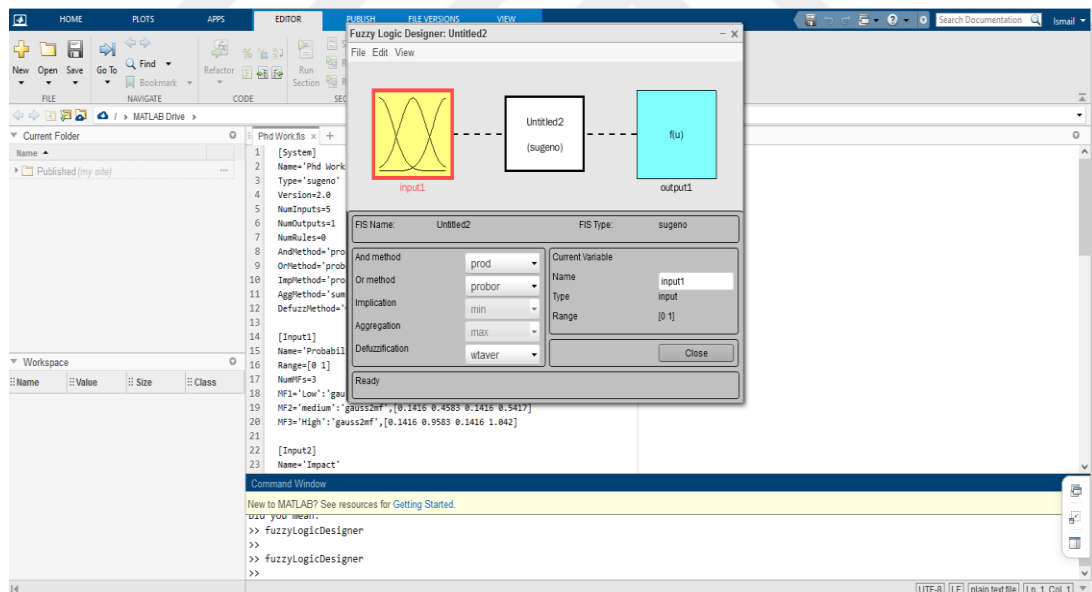 HOME PLOTS APPS EDITOR PUBLISH FILE VERSIONS VIEW Search Documentation Ismail
New Open Save Go To Find Bookmark Refactor Run Section
FILE NAVIGATE CODE
/ › MATLAB Drive ›
Current Folder
Name
Published (my site)
Workspace
Name Value Size Class
Phd Work.fis × +
1 [System]
2 Name='Phd Work
3 Type='sugeno'
4 Version=2.0
5 NumInputs=5
6 NumOutputs=1
7 NumRules=0
8 AndMethod='pro
9 OrMethod='prob
10 ImpMethod='pro
11 AggMethod='sum
12 DefuzzMethod='
13
14 [Input1]
15 Name='Probabil
16 Range=[0 1]
17 NumMFs=3
18 MF1='Low':'gau
19 MF2='medium':'gauss2mf',[0.1416 0.4583 0.1416 0.5417]
20 MF3='High':'gauss2mf',[0.1416 0.9583 0.1416 1.042]
21
22 [Input2]
23 Name='Impact'
Fuzzy Logic Designer: Untitled2 – x
File Edit View
Untitled2
(sugeno)
f(u)
input1
output1
FIS Name: Untitled2 FIS Type: sugeno
And method prod
Or method probor
Implication min
Aggregation max
Defuzzification wtaver
Current Variable
Name input1
Type input
Range [0 1]
Close
Ready
Command Window
New to MATLAB? See resources for Getting Started.
Did you mean:
>> fuzzyLogicDesigner
>>
>> fuzzyLogicDesigner
>>
UTF-8 LF plain text file Ln 1 Col 1